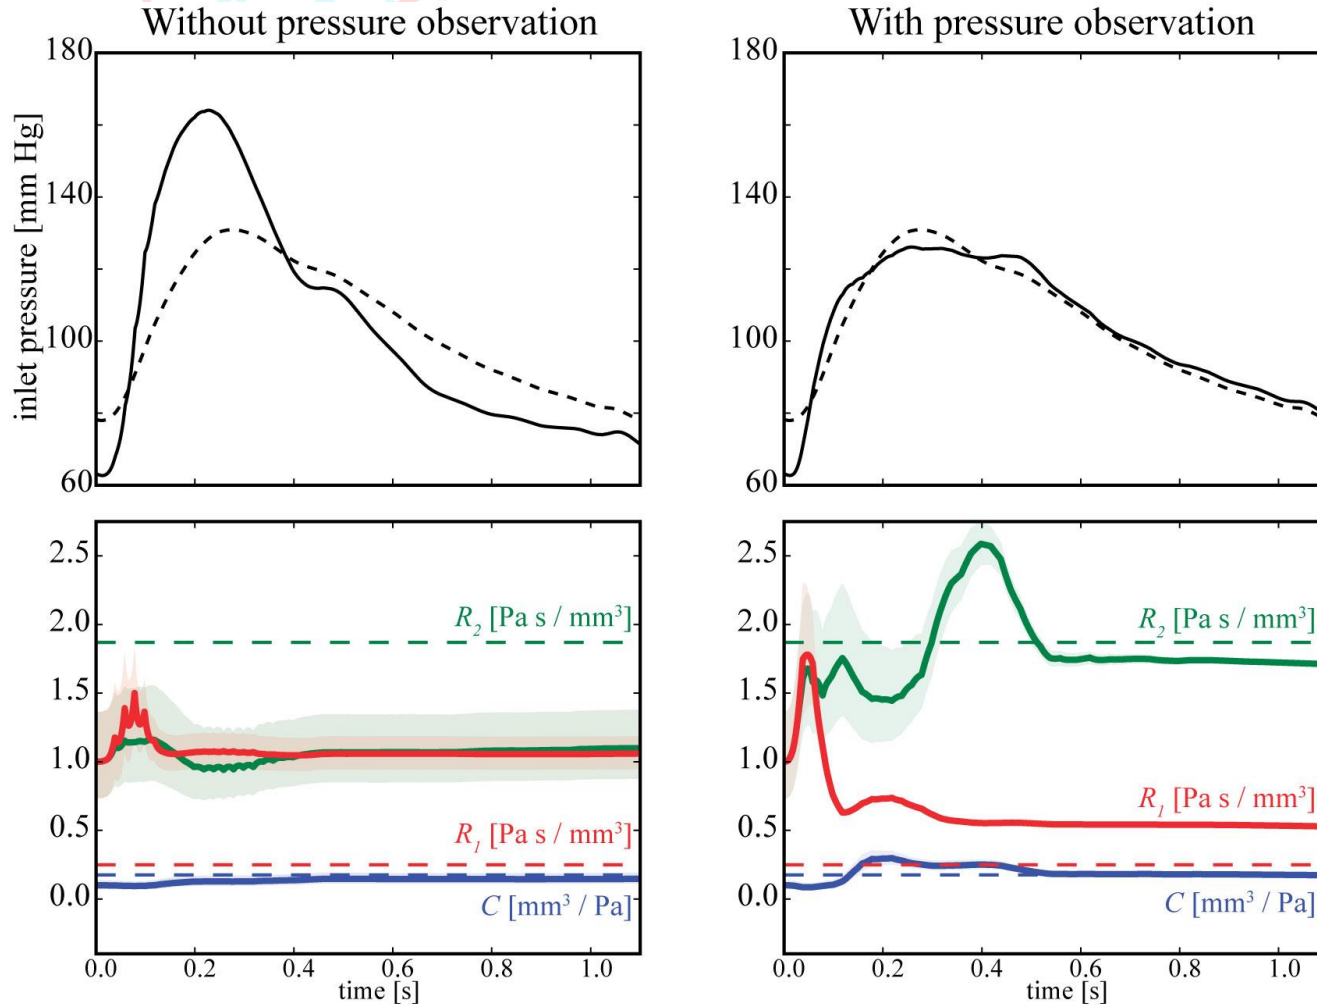 Without pressure observation
With pressure observation
inlet pressure [mm Hg]
180
140
100
60
180
140
100
60
2.5
2.0
1.5
1.0
0.5
0.0
R₂ [Pa s / mm³]
R₁ [Pa s / mm³]
C [mm³ / Pa]
0.0 0.2 0.4 0.6 0.8 1.0
time [s]
2.5
2.0
1.5
1.0
0.5
0.0
R₂ [Pa s / mm³]
R₁ [Pa s / mm³]
C [mm³ / Pa]
0.0 0.2 0.4 0.6 0.8 1.0
time [s]